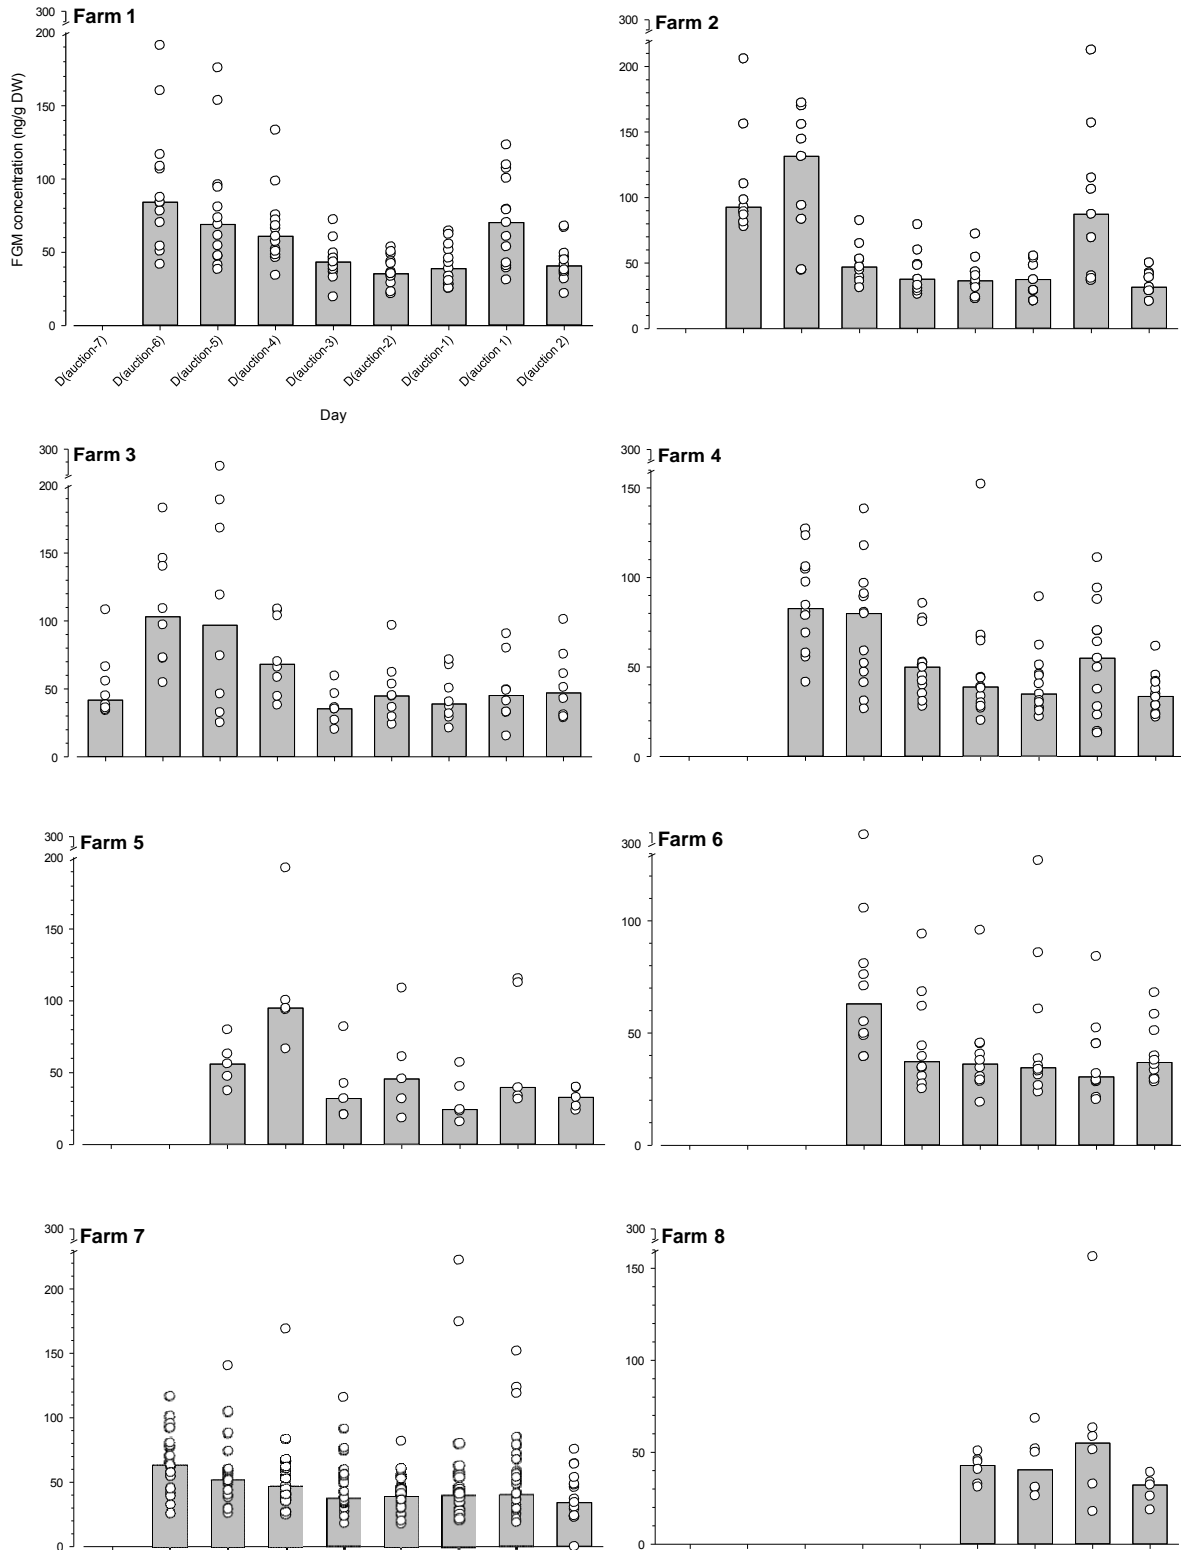 Farm 1
300
200
150
100
50
0
FGM concentration (ng/g DW)
D(auction-7)
D(auction-6)
D(auction-5)
D(auction-4)
D(auction-3)
D(auction-2)
D(auction-1)
D(auction 1)
D(auction 2)
Day
Farm 2
300
200
150
100
50
0
Farm 3
300
200
150
100
50
0
Farm 4
300
150
100
50
0
Farm 5
300
200
150
100
50
0
Farm 6
300
100
50
0
Farm 7
300
200
150
100
50
0
Farm 8
300
150
100
50
0